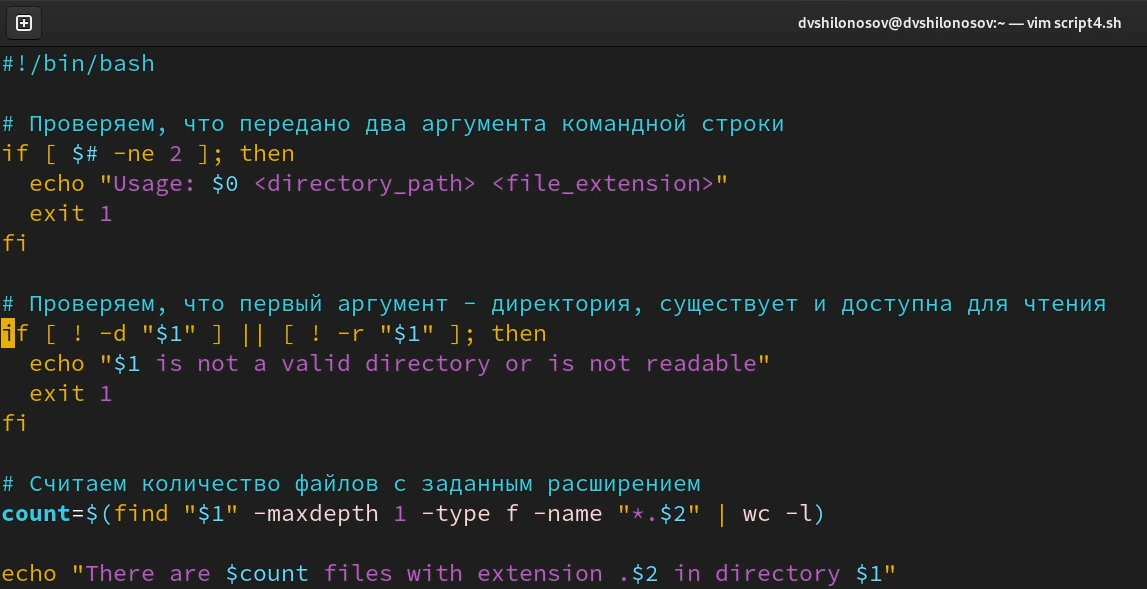 dvshilonosov@dvshilonosov:~ — vim script4.sh
#!/bin/bash

# Проверяем, что передано два аргумента командной строки
if [ $# -ne 2 ]; then
  echo "Usage: $0 <directory_path> <file_extension>"
  exit 1
fi

# Проверяем, что первый аргумент - директория, существует и доступна для чтения
if [ ! -d "$1" ] || [ ! -r "$1" ]; then
  echo "$1 is not a valid directory or is not readable"
  exit 1
fi

# Считаем количество файлов с заданным расширением
count=$(find "$1" -maxdepth 1 -type f -name "*.$2" | wc -l)

echo "There are $count files with extension .$2 in directory $1"